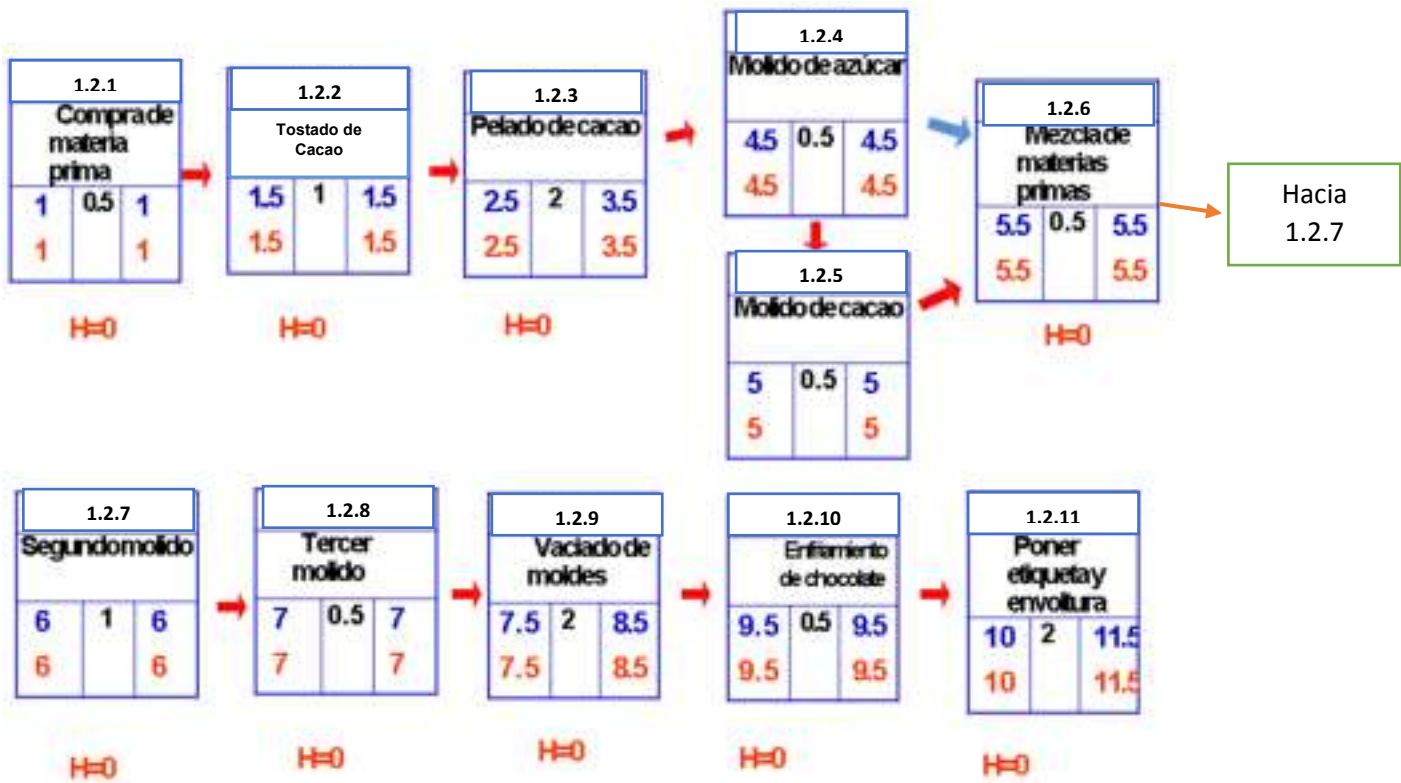 1.2.1
Compra de
materia
prima
1 0.5 1
1 1
H=0
1.2.2
Tostado de
Cacao
1.5 1 1.5
1.5 1.5
H=0
1.2.3
Pelado de cacao
2.5 2 3.5
2.5 3.5
H=0
1.2.4
Molido de azúcar
4.5 0.5 4.5
4.5 4.5
1.2.5
Molido de cacao
5 0.5 5
5 5
1.2.6
Mezcla de
materias
primas
5.5 0.5 5.5
5.5 5.5
H=0
Hacia
1.2.7
1.2.7
Segundo molido
6 1 6
6 6
H=0
1.2.8
Tercer
molido
7 0.5 7
7 7
H=0
1.2.9
Vaciado de
moldes
7.5 2 8.5
7.5 8.5
H=0
1.2.10
Enfriamiento
de chocolate
9.5 0.5 9.5
9.5 9.5
H=0
1.2.11
Poner
etiqueta y
envoltura
10 2 11.5
10 11.5
H=0